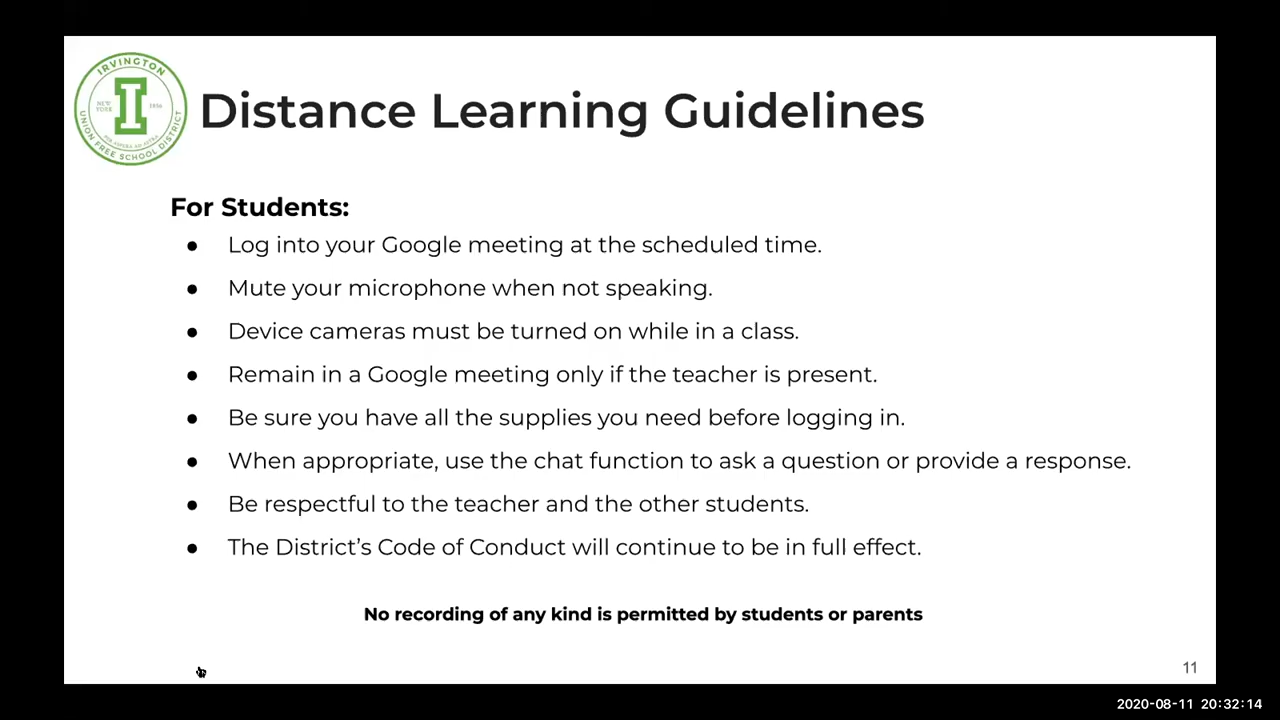 IRVINGTON
NEW YORK
1956
UNION FREE SCHOOL DISTRICT
Distance Learning Guidelines
For Students:
● Log into your Google meeting at the scheduled time.
● Mute your microphone when not speaking.
● Device cameras must be turned on while in a class.
● Remain in a Google meeting only if the teacher is present.
● Be sure you have all the supplies you need before logging in.
● When appropriate, use the chat function to ask a question or provide a response.
● Be respectful to the teacher and the other students.
● The District’s Code of Conduct will continue to be in full effect.
No recording of any kind is permitted by students or parents
11
2020-08-11 20:32:14